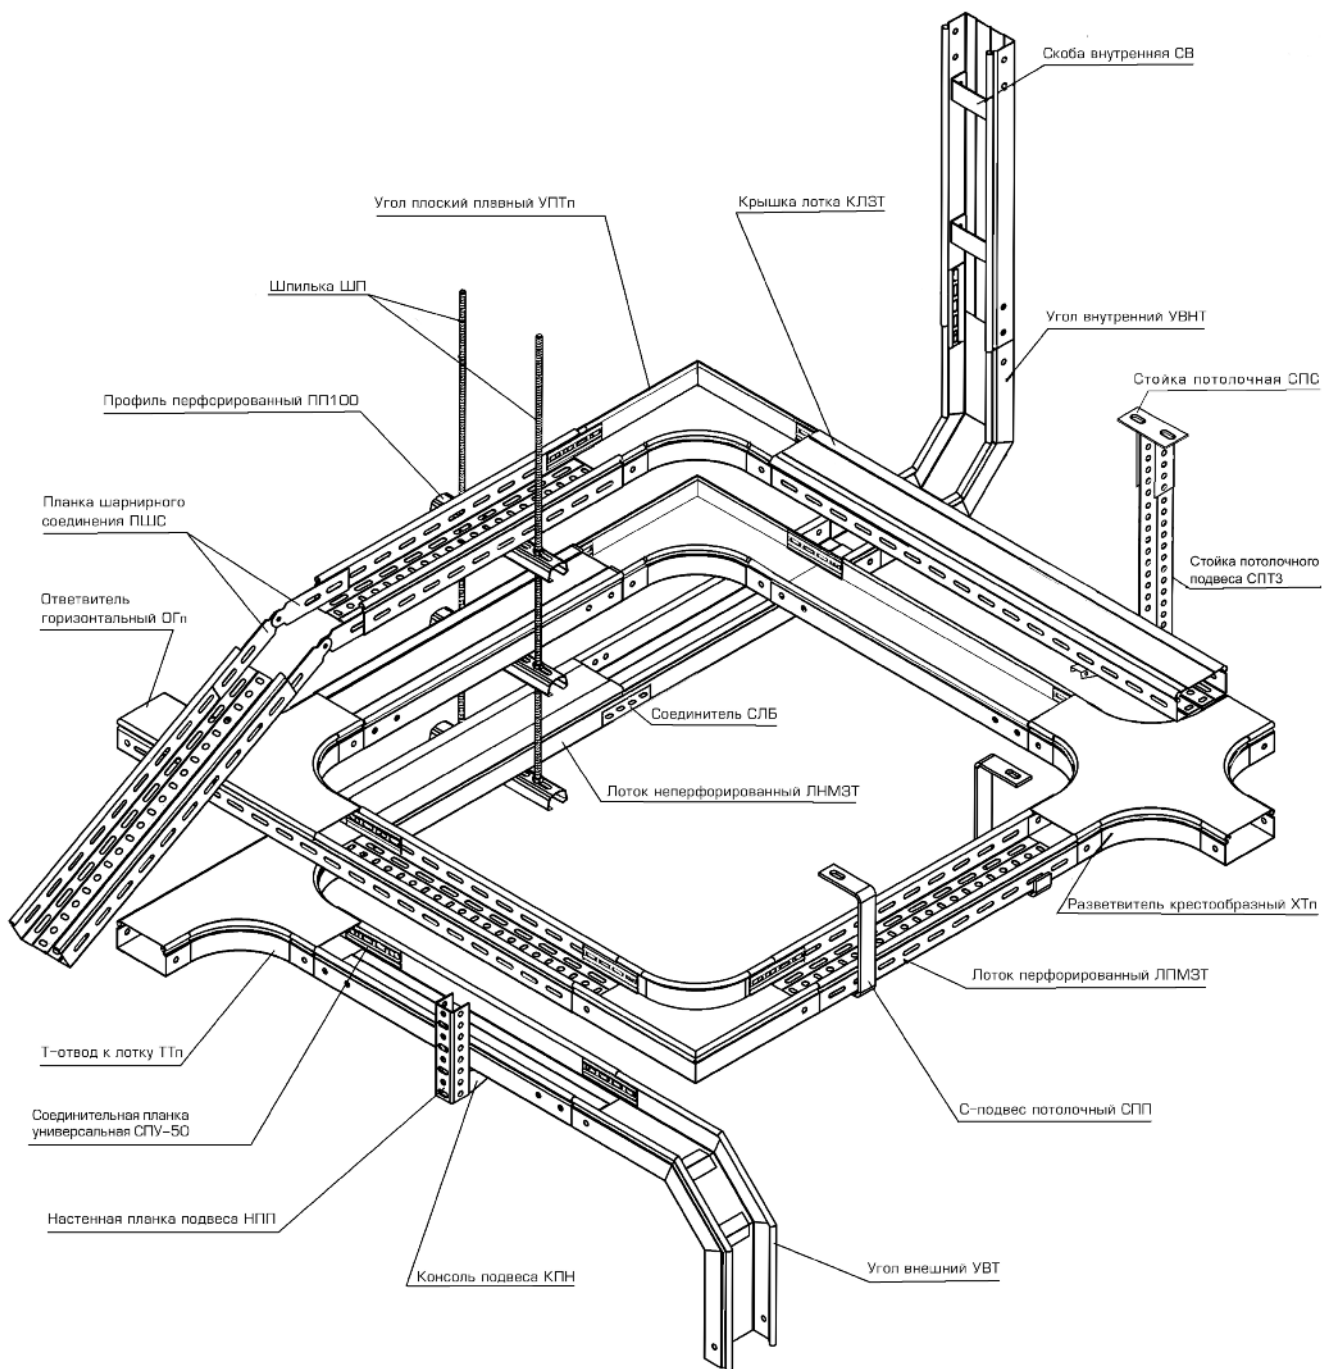 Скоба внутренняя СВ
Угол плоский плавный УПТп
Крышка лотка КЛЗТ
Шпилька ШП
Угол внутренний УВНТ
Стойка потолочная СПС
Профиль перфорированный ПП100
Планка шарнирного
соединения ПШС
Стойка потолочного
подвеса СПТЗ
Ответвитель
горизонтальный ОГп
Соединитель СЛБ
Лоток неперфорированный ЛНМЗТ
Разветвитель крестообразный ХТп
Лоток перфорированный ЛПМЗТ
Т-отвод к лотку ТТп
Соединительная планка
универсальная СПУ-50
С-подвес потолочный СПП
Настенная планка подвеса НПП
Консоль подвеса КПН
Угол внешний УВТ